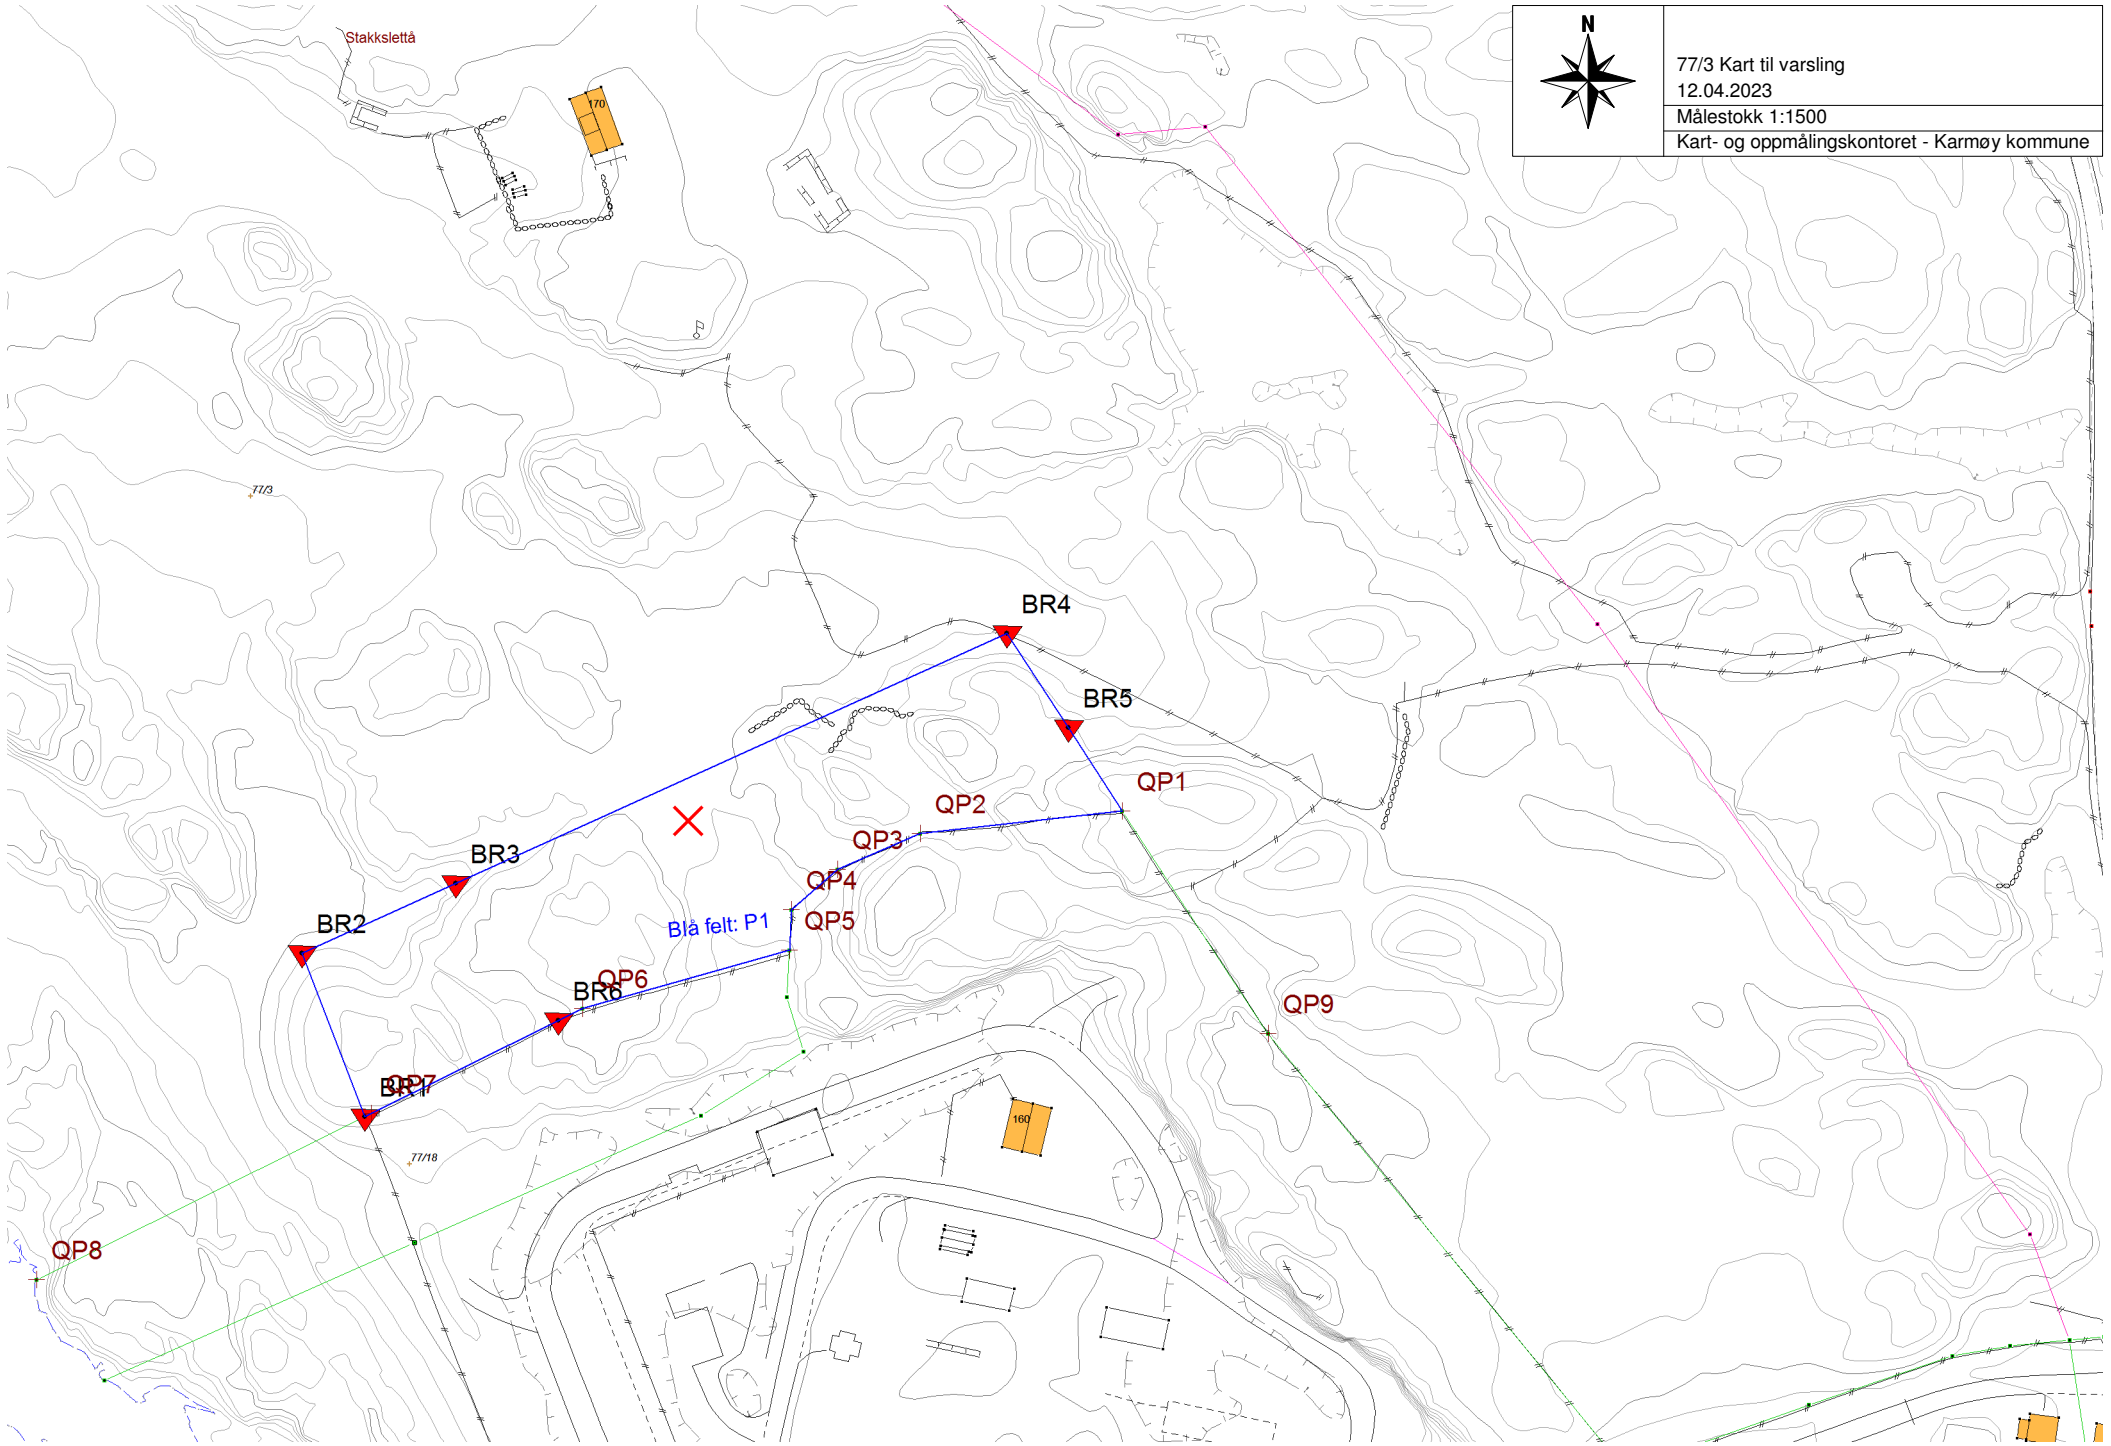 Stakkslettå
170
N
77/3 Kart til varsling
12.04.2023
Målestokk 1:1500
Kart- og oppmålingskontoret - Karmøy kommune
77/3
BR4
BR5
QP1
QP2
QP3
BR3
QP4
QP5
BR2
Blå felt: P1
QP6
BR6
QP9
BR1
QP7
160
77/18
QP8